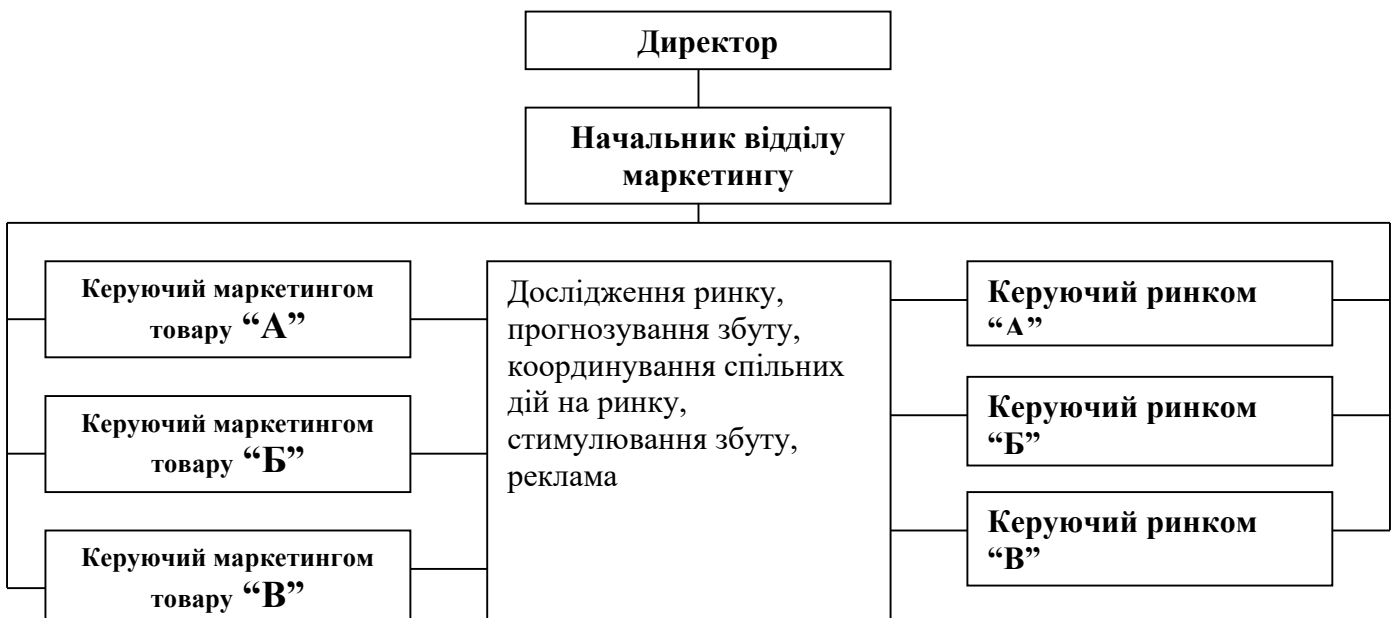 Директор
Начальник відділу
маркетингу
Керуючий маркетингом
товару “А”
Керуючий маркетингом
товару “Б”
Керуючий маркетингом
товару “В”
Дослідження ринку,
прогнозування збуту,
координування спільних
дій на ринку,
стимулювання збуту,
реклама
Керуючий ринком
“А”
Керуючий ринком
“Б”
Керуючий ринком
“В”